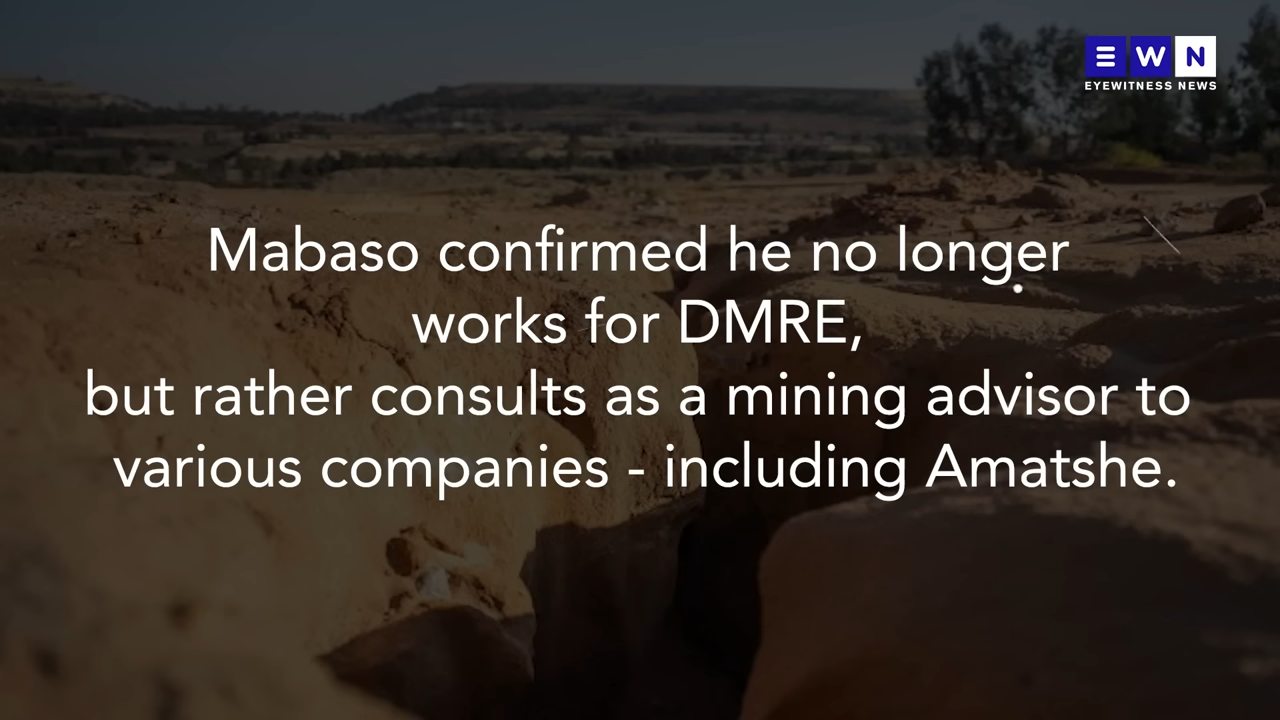 EWN
EYEWITNESS NEWS
Mabaso confirmed he no longer
works for DMRE,
but rather consults as a mining advisor to
various companies - including Amatshe.